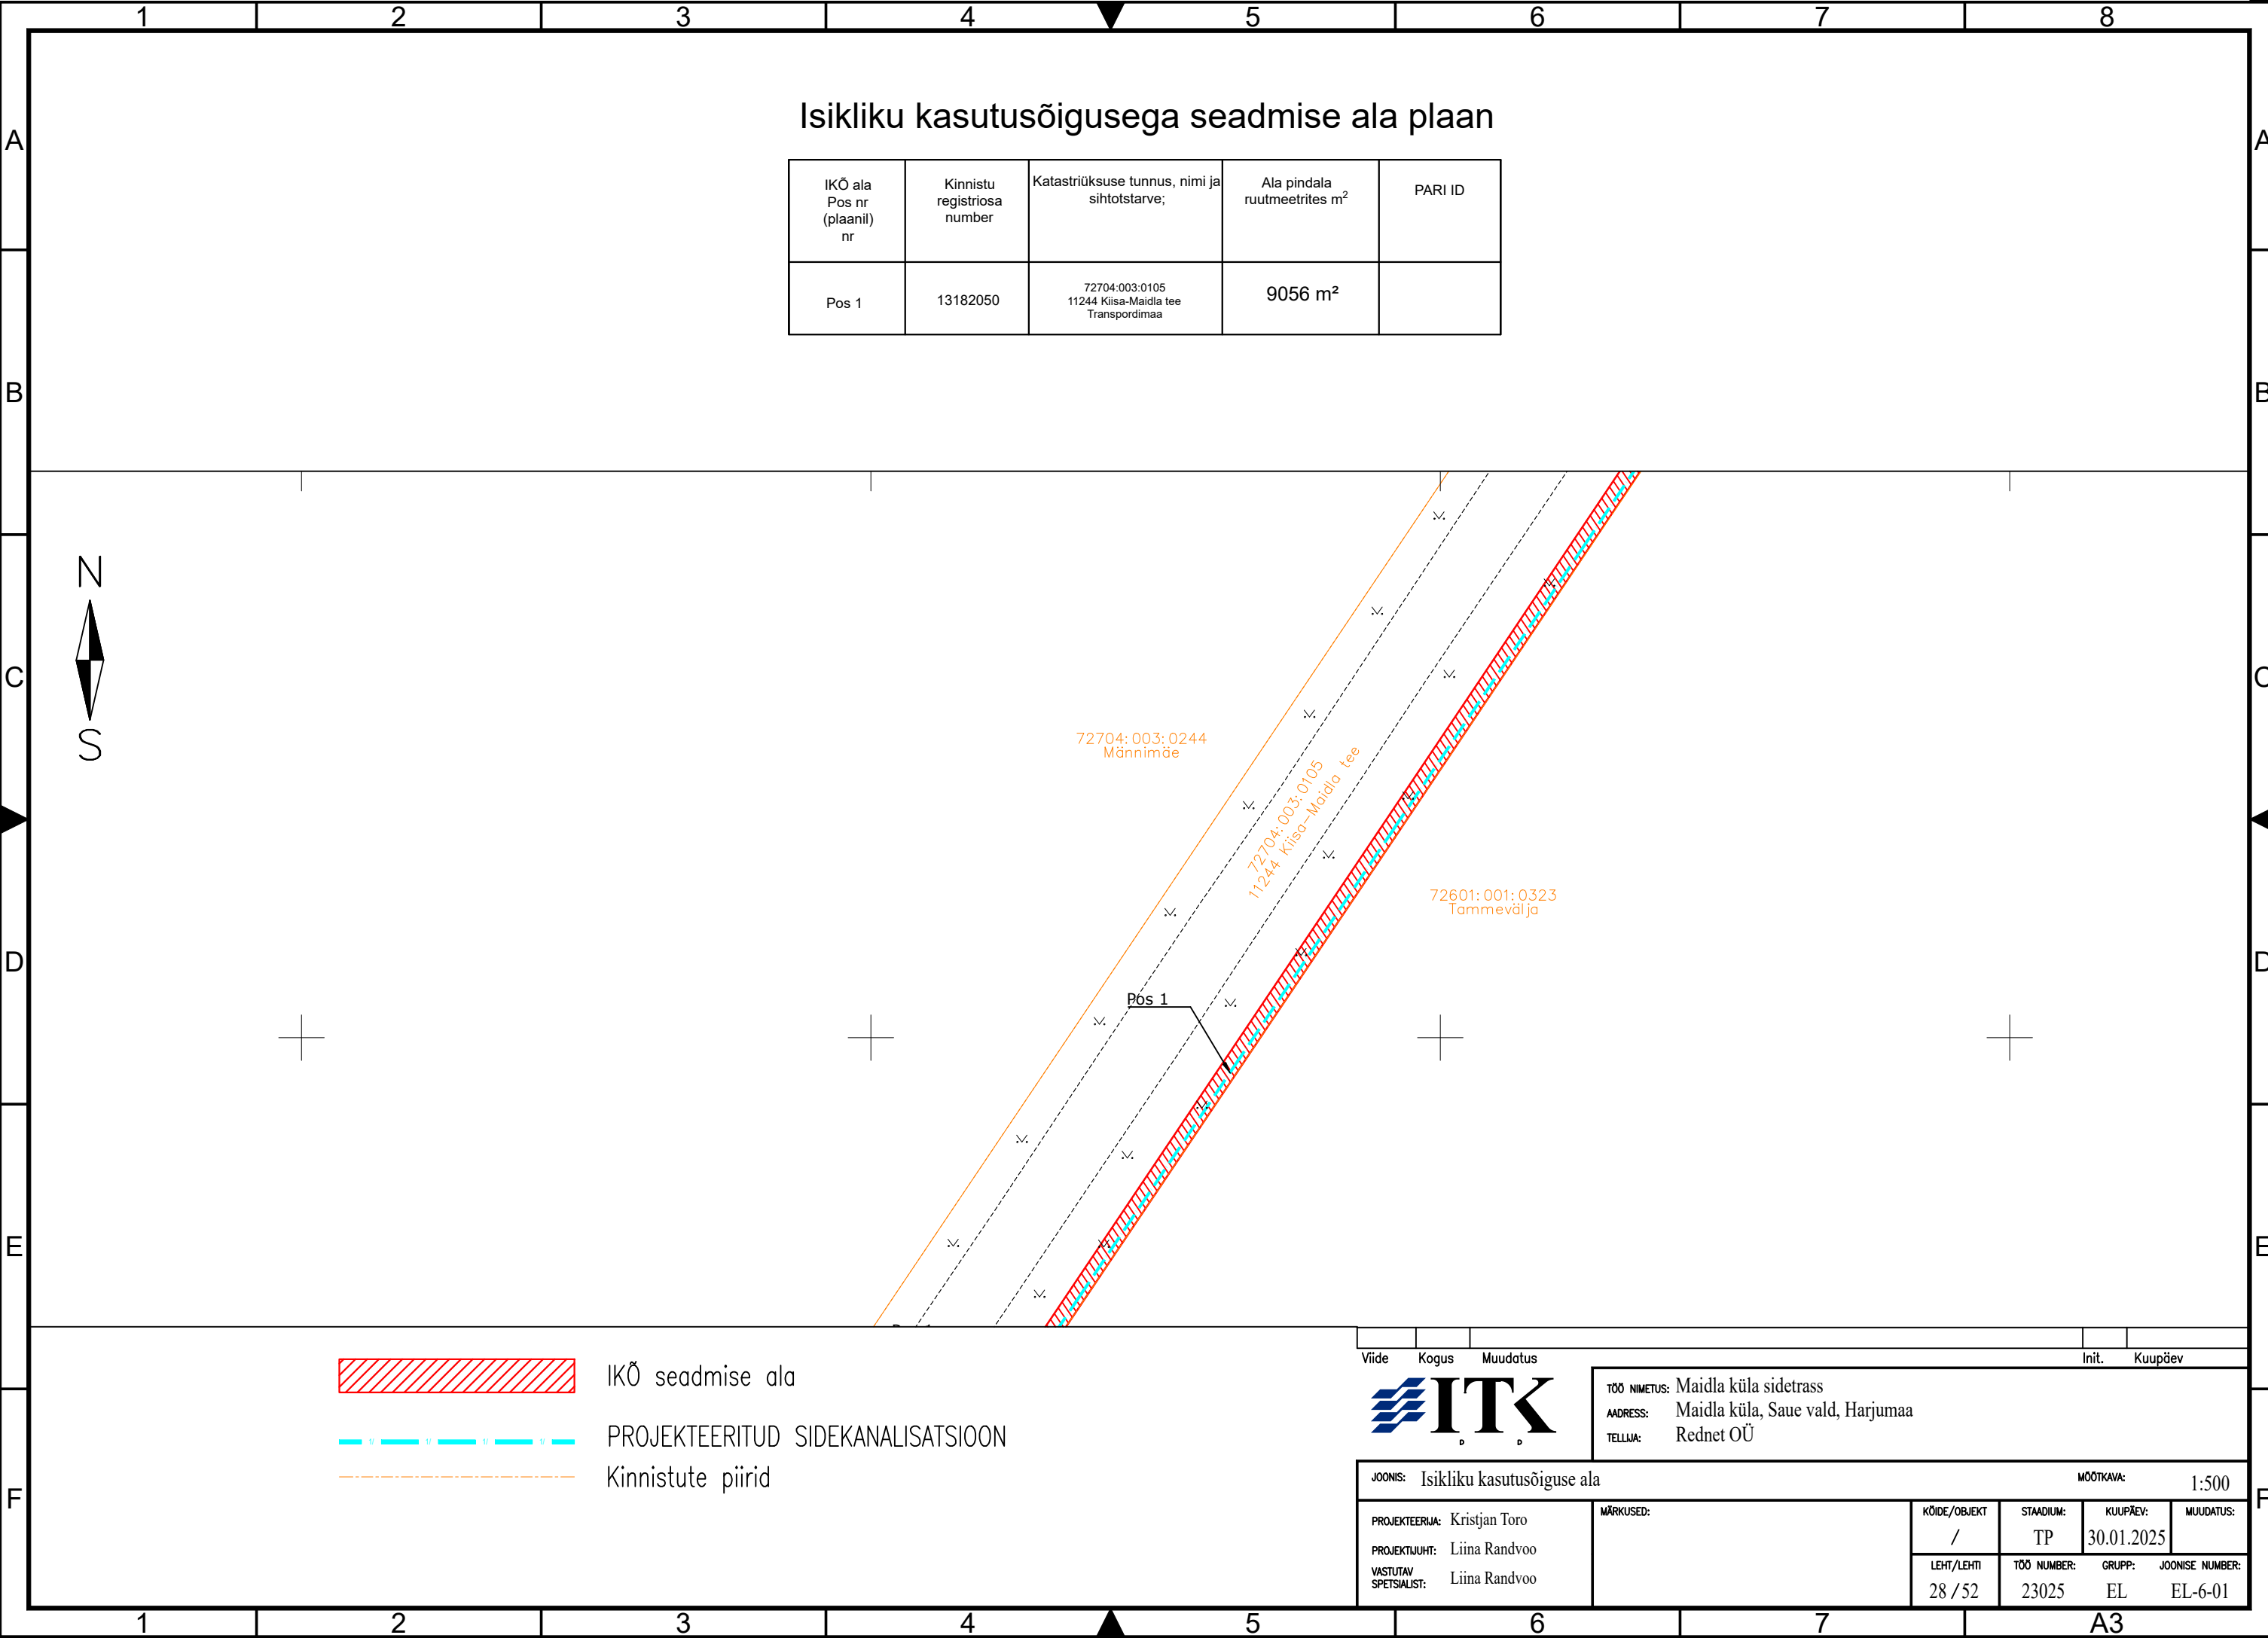 1 2 3 4 5 6 7 8
Isikliku kasutusõigusega seadmise ala plaan
IKÕ ala
Pos nr
(plaanil)
nr
Kinnistu
registriosa
number
Katastriüksuse tunnus, nimi ja
sihtotstarve;
Ala pindala
ruutmeetrites m²
PARI ID
Pos 1
13182050
72704:003:0105
11244 Kiisa-Maidla tee
Transpordimaa
9056 m²
A A
B B
C C
D D
E E
F F
N
S
72704:003:0244
Männimäe
72704:003:0105
11244 Kiisa-Maidla tee
72601:001:0323
Tammevälja
Pos 1
IKÕ seadmise ala
PROJEKTEERITUD SIDEKANALISATSIOON
Kinnistute piirid
Viide Kogus Muudatus Init. Kuupäev
ITK
D D
TÖÖ NIMETUS: Maidla küla sidetrass
AADRESS: Maidla küla, Saue vald, Harjumaa
TELLIJA: Rednet OÜ
JOONIS: Isikliku kasutusõiguse ala
MÕÕTKAVA: 1:500
PROJEKTEERIJA: Kristjan Toro
PROJEKTIJUHT: Liina Randvoo
VASTUTAV
SPETSIALIST: Liina Randvoo
MÄRKUSED:
KÖIDE/OBJEKT STAADIUM: KUUPÄEV: MUUDATUS:
/ TP 30.01.2025
LEHT/LEHTI TÖÖ NUMBER: GRUPP: JOONISE NUMBER:
28 / 52 23025 EL EL-6-01
1 2 3 4 5 6 7 A3